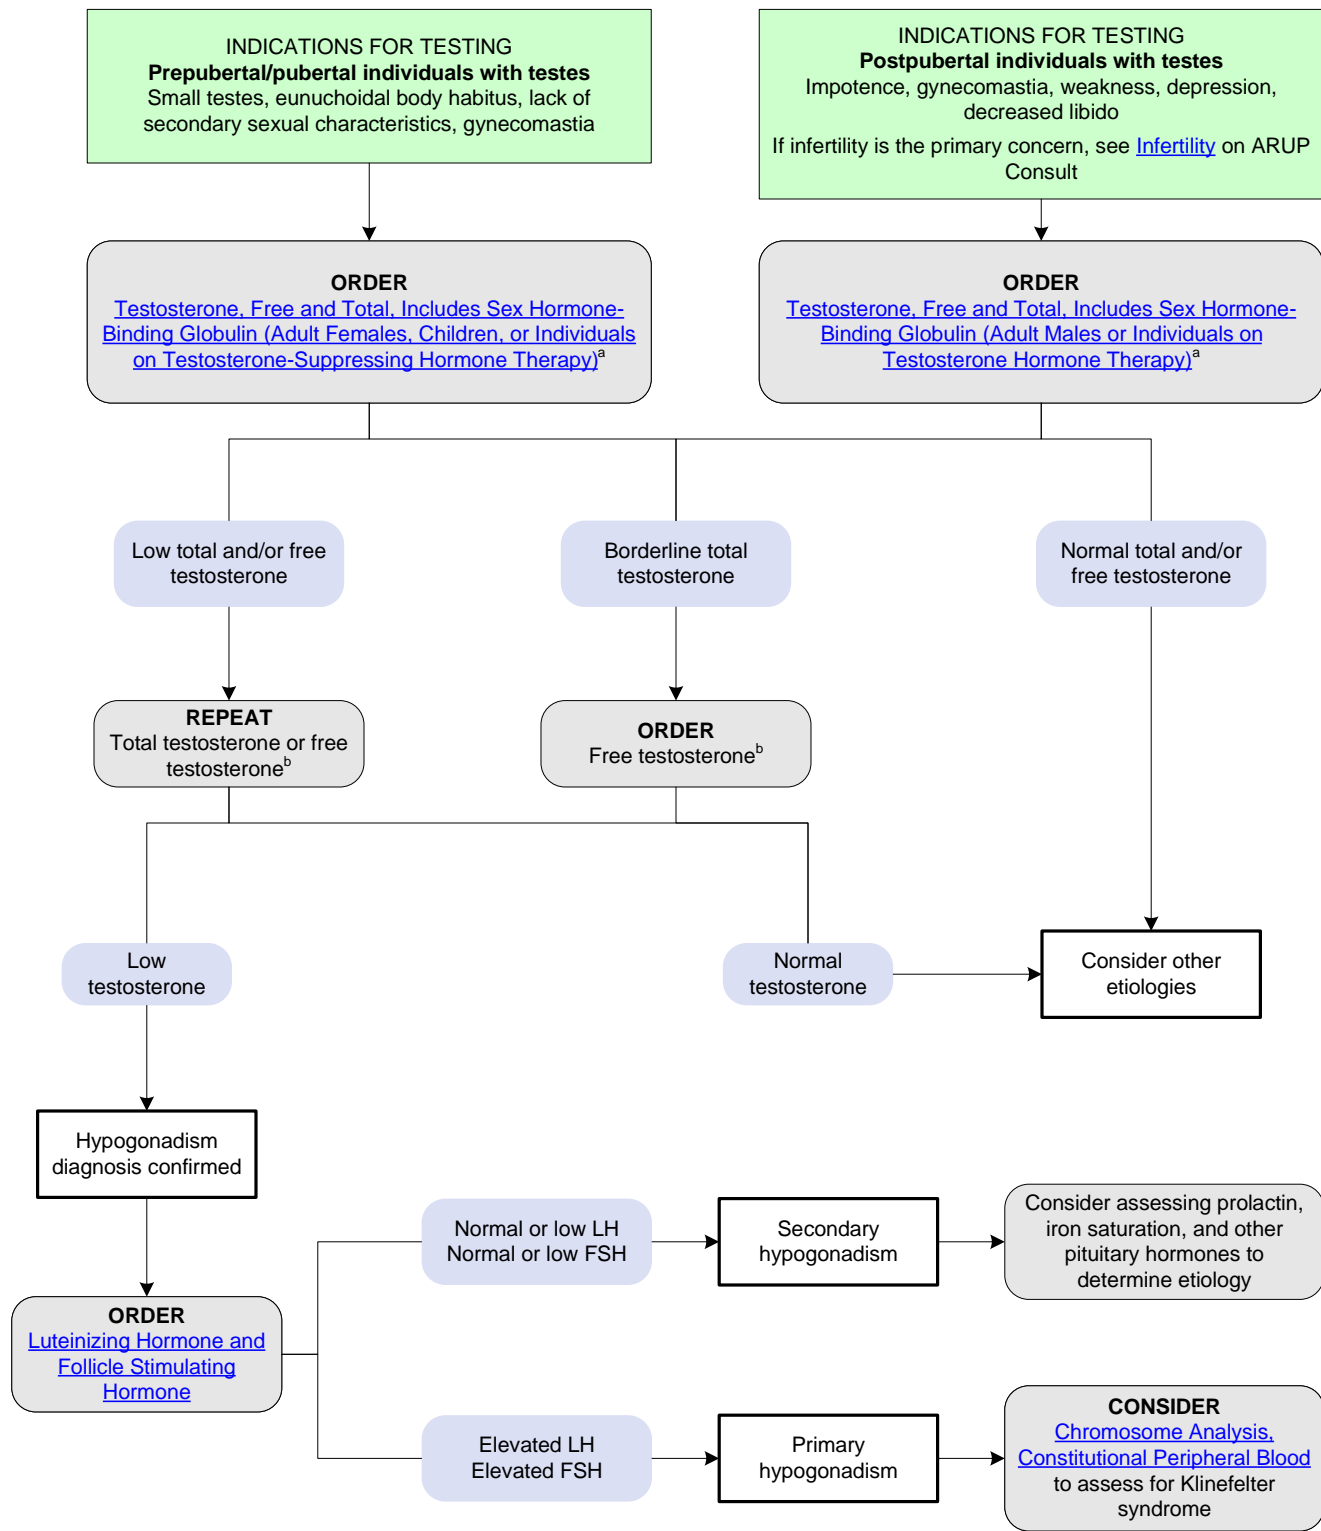 INDICATIONS FOR TESTING
Prepubertal/pubertal individuals with testes
Small testes, eunuchoidal body habitus, lack of
secondary sexual characteristics, gynecomastia
INDICATIONS FOR TESTING
Postpubertal individuals with testes
Impotence, gynecomastia, weakness, depression,
decreased libido
If infertility is the primary concern, see Infertility on ARUP
Consult
ORDER
Testosterone, Free and Total, Includes Sex Hormone-
Binding Globulin (Adult Females, Children, or Individuals
on Testosterone-Suppressing Hormone Therapy)a
ORDER
Testosterone, Free and Total, Includes Sex Hormone-
Binding Globulin (Adult Males or Individuals on
Testosterone Hormone Therapy)a
Low total and/or free
testosterone
Borderline total
testosterone
Normal total and/or
free testosterone
REPEAT
Total testosterone or free
testosteroneb
ORDER
Free testosteroneb
Low
testosterone
Normal
testosterone
Consider other
etiologies
Hypogonadism
diagnosis confirmed
Normal or low LH
Normal or low FSH
Secondary
hypogonadism
Consider assessing prolactin,
iron saturation, and other
pituitary hormones to
determine etiology
ORDER
Luteinizing Hormone and
Follicle Stimulating
Hormone
Elevated LH
Elevated FSH
Primary
hypogonadism
CONSIDER
Chromosome Analysis,
Constitutional Peripheral Blood
to assess for Klinefelter
syndrome